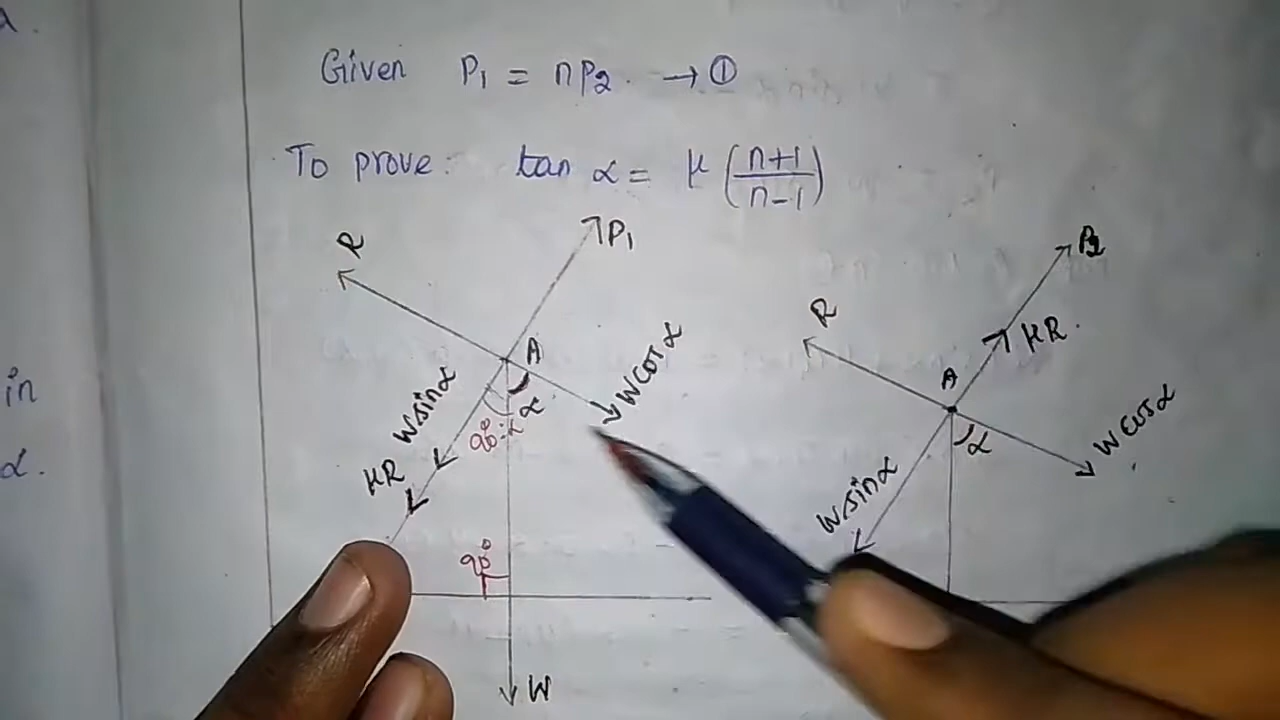 α.
Given P₁ = nP₂ → ①
To prove: tan α = μ (n+1/n-1)
R
P₁
A
W cos α
W sin α
α
90°-α
μR
90°
W
P₂
R
μR
A
W cos α
α
W sin α
in
α.